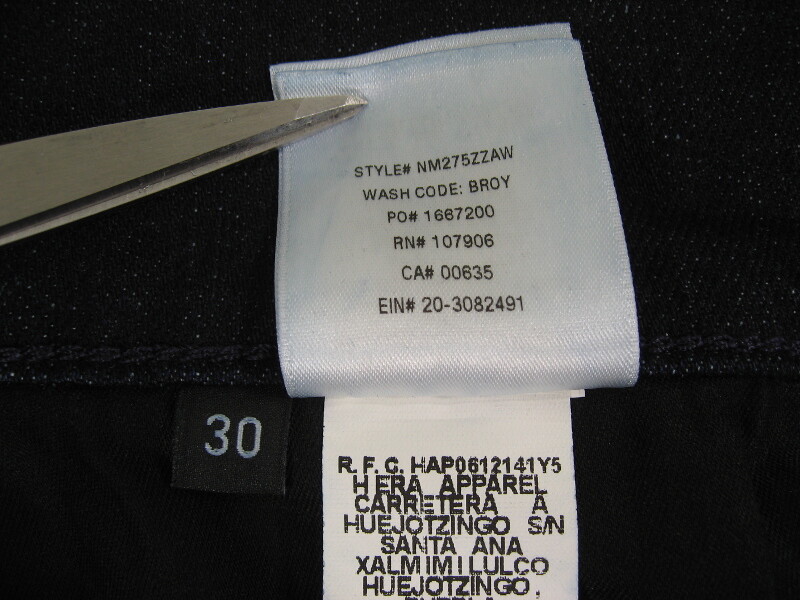 STYLE# NM275ZZAW
WASH CODE: BROY
PO# 1667200
RN# 107906
CA# 00635
EIN# 20-3082491
30
R. F. C. HAP0612141Y5
HERA APPAREL
CARRETERA A
HUEJOTZINGO S/N
SANTA ANA
XALMIMILULCO
HUEJOTZINGO,